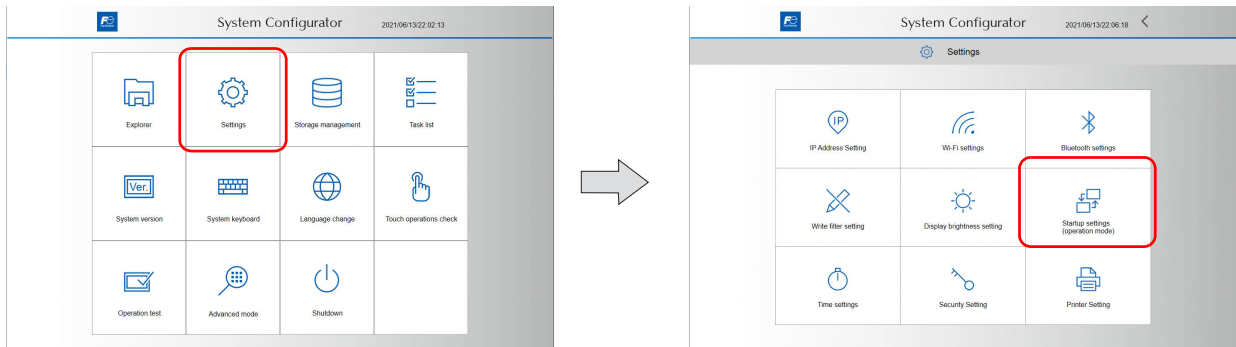 Fe System Configurator 2021/06/13/22:02:13
Explorer Settings Storage management Task list
Ver.
System version System keyboard Language change Touch operations check
Operation test Advanced mode Shutdown
Fe System Configurator 2021/06/13/22:06:18
Settings
IP
IP Address Setting Wi-Fi settings Bluetooth settings
Write filter setting Display brightness setting Startup settings
(operation mode)
Time settings Security Setting Printer Setting